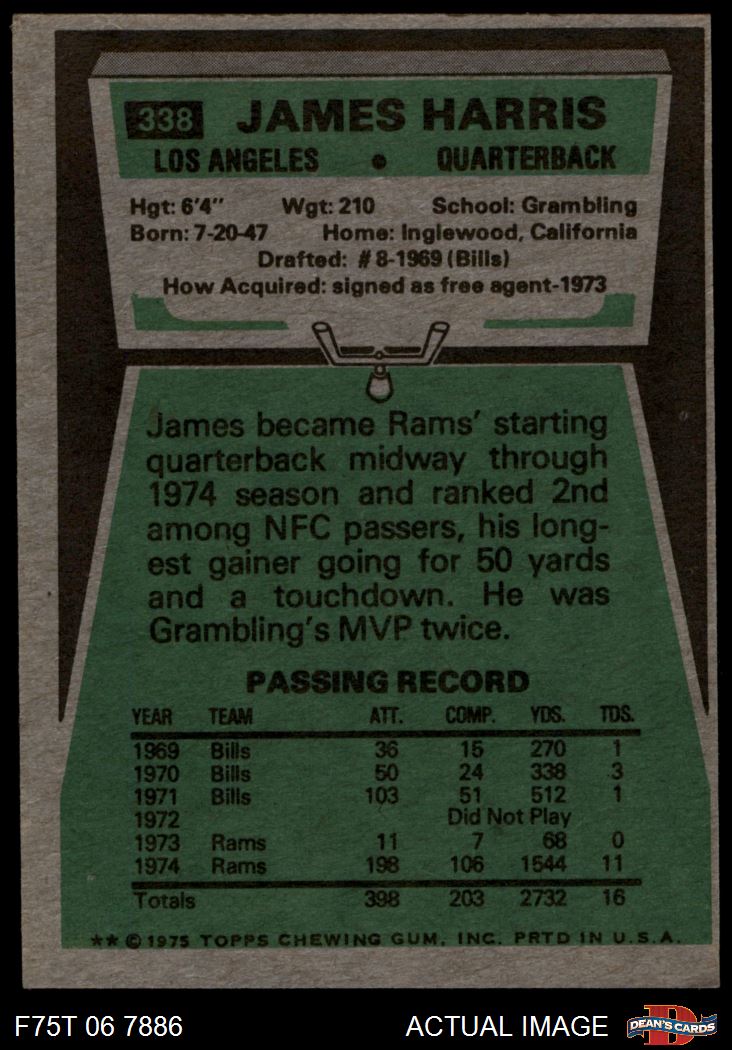 338 JAMES HARRIS
LOS ANGELES • QUARTERBACK
Hgt: 6'4" Wgt: 210 School: Grambling
Born: 7-20-47 Home: Inglewood, California
Drafted: #8-1969 (Bills)
How Acquired: signed as free agent-1973
James became Rams' starting
quarterback midway through
1974 season and ranked 2nd
among NFC passers, his long-
est gainer going for 50 yards
and a touchdown. He was
Grambling's MVP twice.
PASSING RECORD
YEAR TEAM ATT. COMP. YDS. TDS.
1969 Bills 36 15 270 1
1970 Bills 50 24 338 3
1971 Bills 103 51 512 1
1972 Did Not Play
1973 Rams 11 7 68 0
1974 Rams 198 106 1544 11
Totals 398 203 2732 16
** © 1975 TOPPS CHEWING GUM, INC. PRTD IN U.S.A.
F75T 06 7886 ACTUAL IMAGE D DEAN'S CARDS